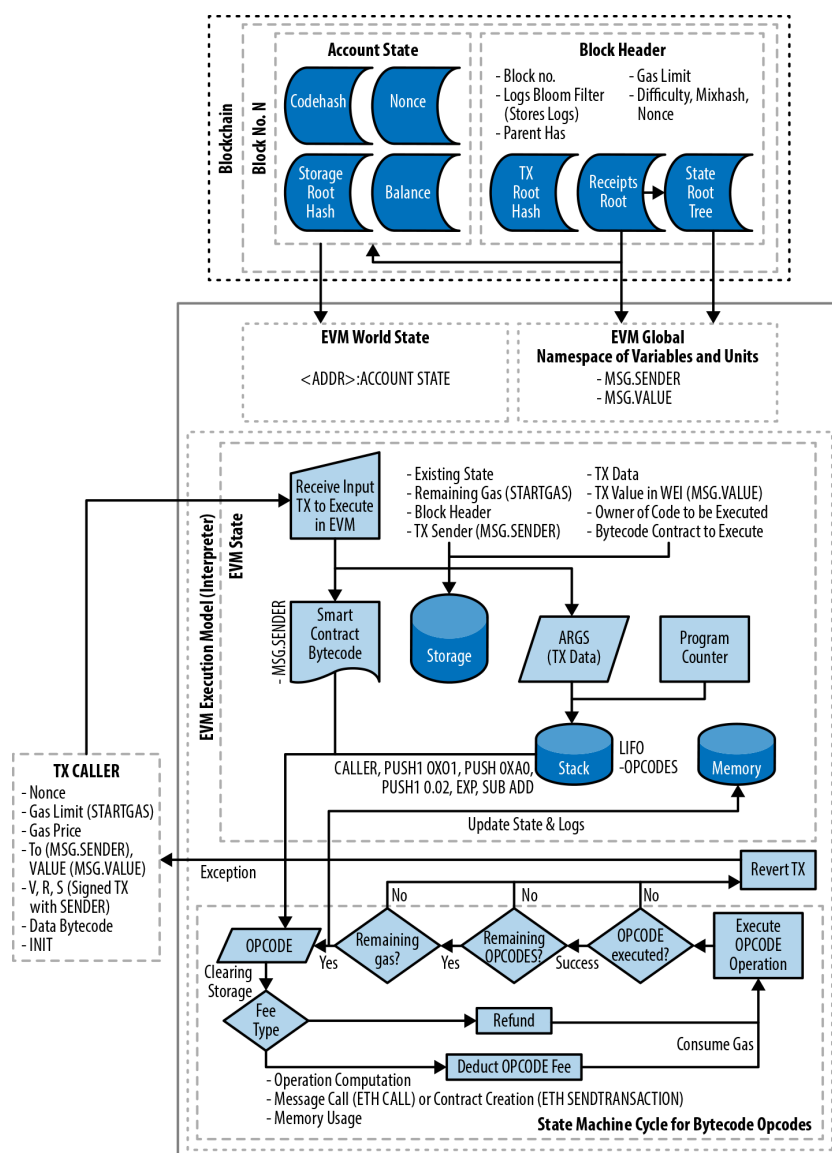 Blockchain
Block No. N
Account State
Codehash
Nonce
Storage
Root
Hash
Balance
Block Header
- Block no.
- Logs Bloom Filter
(Stores Logs)
- Parent Has
- Gas Limit
- Difficulty, Mixhash,
Nonce
TX
Root
Hash
Receipts
Root
State
Root
Tree
EVM World State
<ADDR>:ACCOUNT STATE
EVM Global
Namespace of Variables and Units
- MSG.SENDER
- MSG.VALUE
EVM Execution Model (Interpreter)
EVM State
Receive Input
TX to Execute
in EVM
- Existing State
- Remaining Gas (STARTGAS)
- Block Header
- TX Sender (MSG.SENDER)
- TX Data
- TX Value in WEI (MSG.VALUE)
- Owner of Code to be Executed
- Bytecode Contract to Execute
- MSG.SENDER
Smart
Contract
Bytecode
Storage
ARGS
(TX Data)
Program
Counter
CALLER, PUSH1 0X01, PUSH 0XA0,
PUSH1 0.02, EXP, SUB ADD
Stack
LIFO
-OPCODES
Memory
Update State & Logs
TX CALLER
- Nonce
- Gas Limit (STARTGAS)
- Gas Price
- To (MSG.SENDER),
VALUE (MSG.VALUE)
- V, R, S (Signed TX
with SENDER)
- Data Bytecode
- INIT
Exception
Revert TX
No
No
No
OPCODE
Yes
Remaining
gas?
Yes
Remaining
OPCODES?
Success
OPCODE
executed?
Execute
OPCODE
Operation
Clearing
Storage
Fee
Type
Refund
Consume Gas
Deduct OPCODE Fee
- Operation Computation
- Message Call (ETH CALL) or Contract Creation (ETH SENDTRANSACTION)
- Memory Usage
State Machine Cycle for Bytecode Opcodes